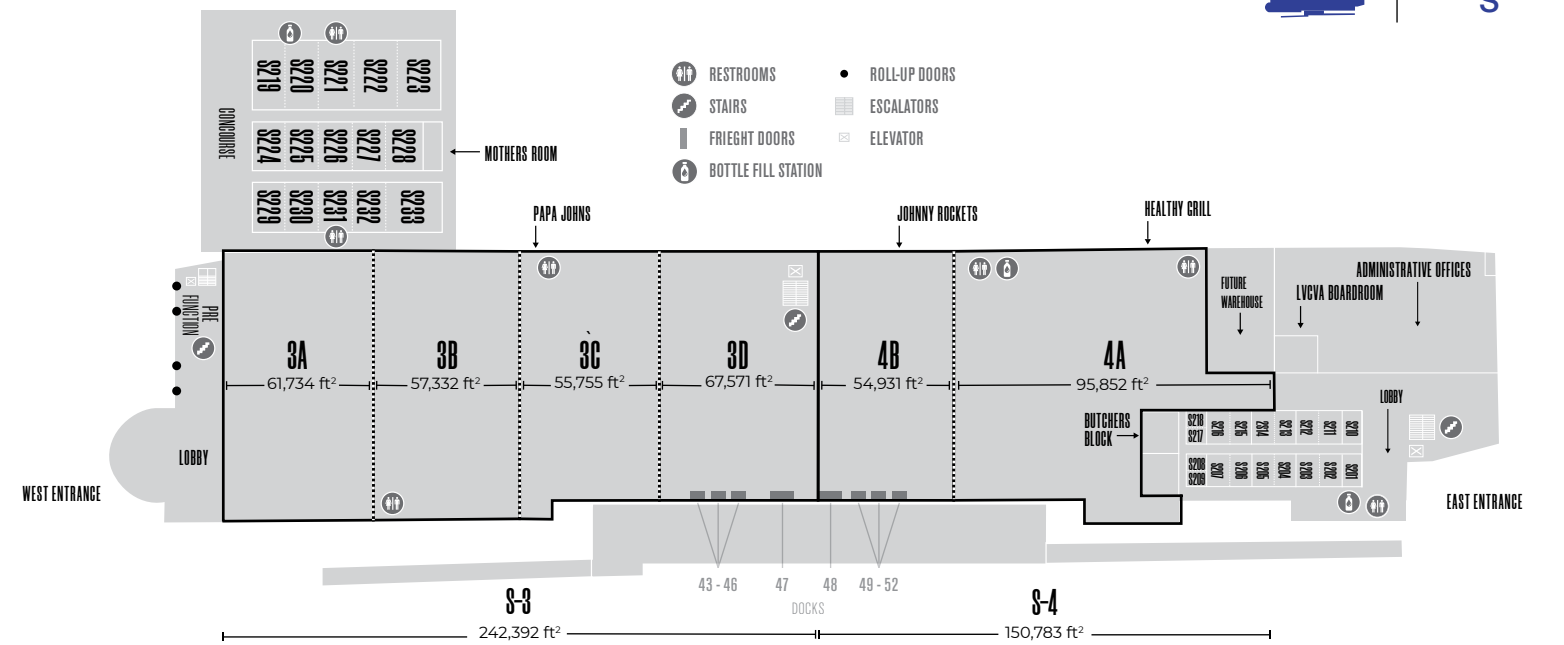 S
S219
S220
S221
S222
S223
CONCOURSE
S224
S225
S226
S227
S228
MOTHERS ROOM
S229
S230
S231
S232
S233
RESTROOMS
STAIRS
FRIEGHT DOORS
BOTTLE FILL STATION
ROLL-UP DOORS
ESCALATORS
ELEVATOR
PAPA JOHNS
JOHNNY ROCKETS
HEALTHY GRILL
PRE
FUNCTION
FUTURE
WAREHOUSE
LVCVA BOARDROOM
ADMINISTRATIVE OFFICES
3A
61,734 ft²
3B
57,332 ft²
3C
55,755 ft²
3D
67,571 ft²
4B
54,931 ft²
4A
95,852 ft²
BUTCHERS
BLOCK
LOBBY
S218
S217
S216
S215
S214
S213
S212
S211
S210
S208
S209
S207
S206
S205
S204
S203
S202
S201
LOBBY
WEST ENTRANCE
EAST ENTRANCE
43 - 46
47
48
49 - 52
DOCKS
S-3
242,392 ft²
S-4
150,783 ft²